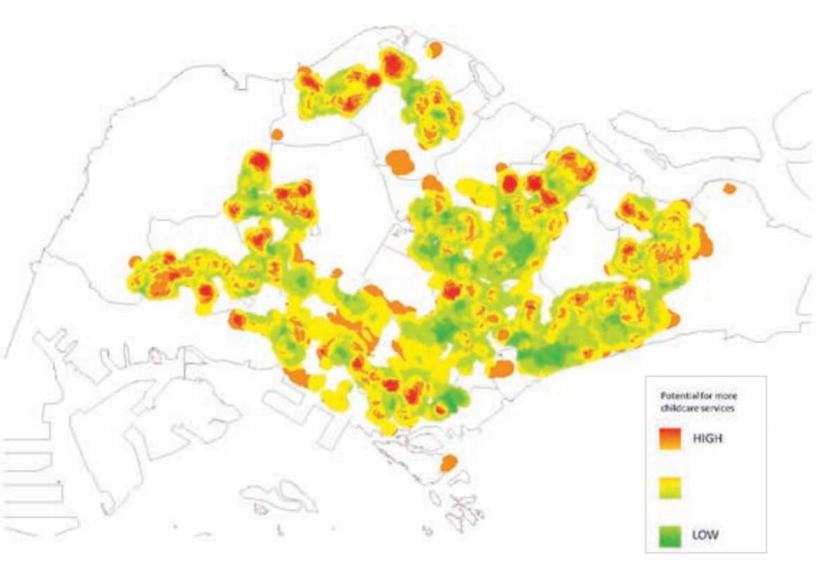 Potential for more
childcare services
HIGH
LOW